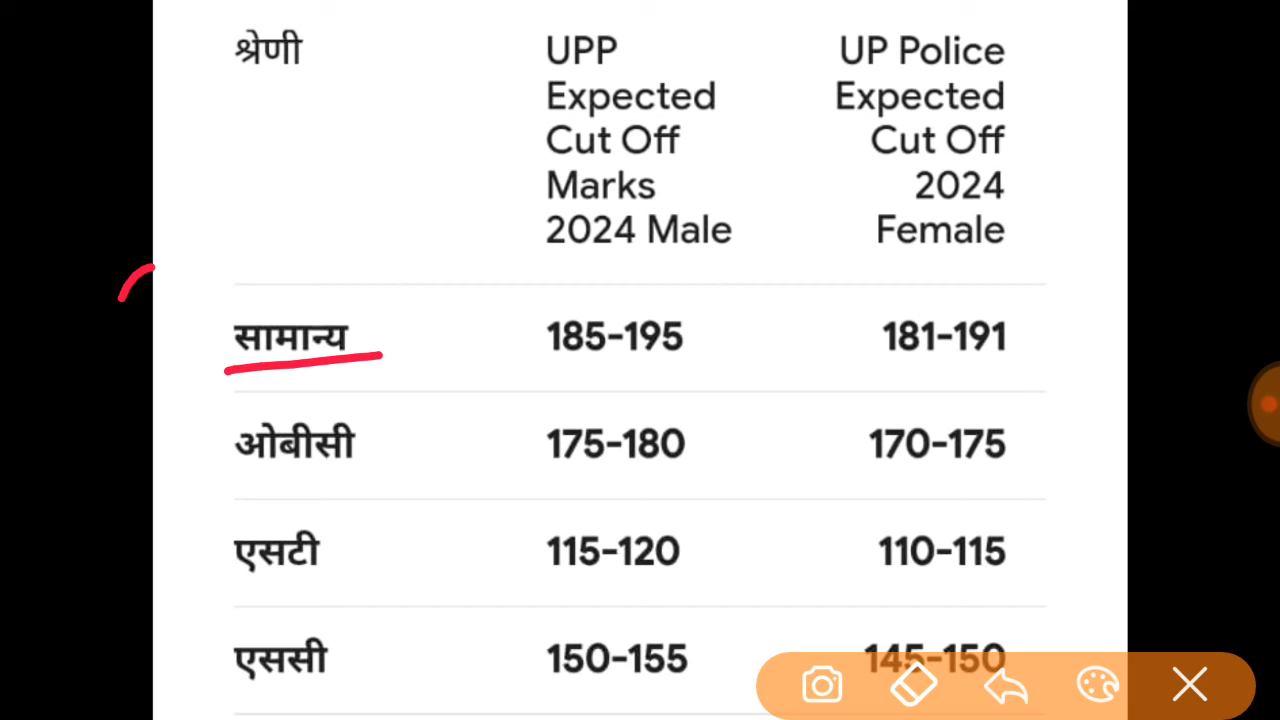 श्रेणी UPP UP Police
Expected Expected
Cut Off Cut Off
Marks 2024
2024 Male Female
सामान्य 185-195 181-191
ओबीसी 175-180 170-175
एसटी 115-120 110-115
एससी 150-155 145-150